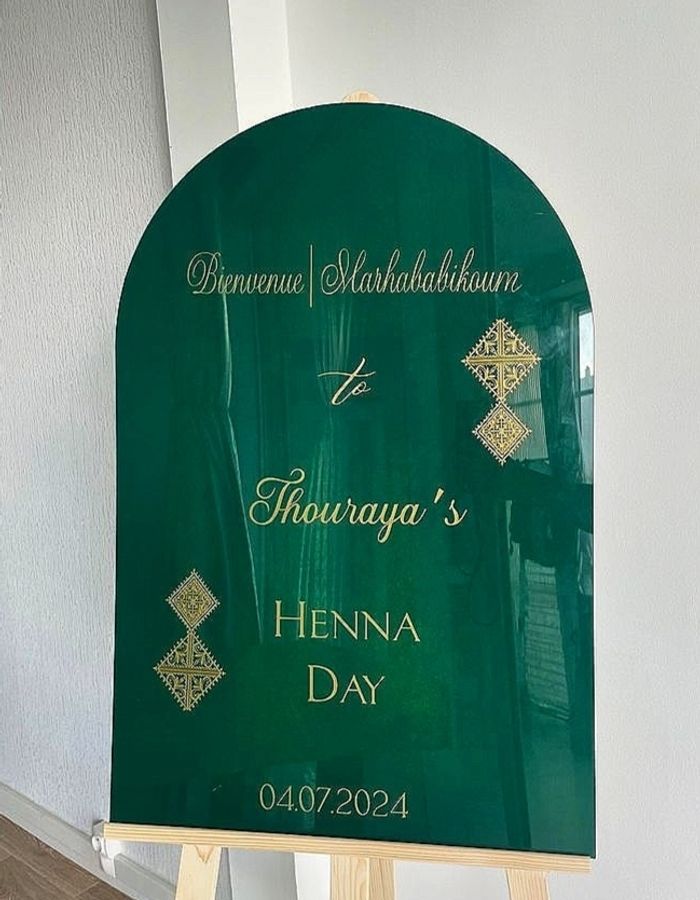 Bienvenue | Marhababikoum
to
Thouraya's
HENNA
DAY
04.07.2024